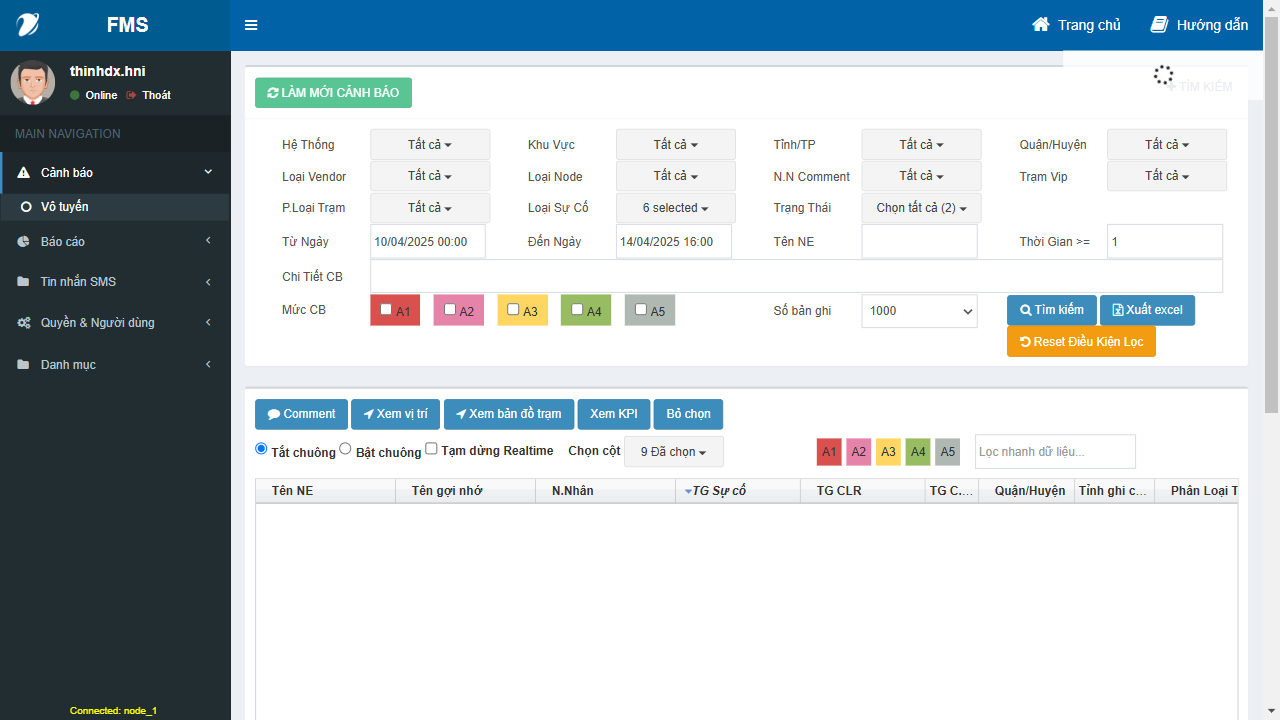 FMS
Trang chủ
Hướng dẫn
thinhdx.hni
Online
Thoát
MAIN NAVIGATION
Cảnh báo
Vô tuyến
Báo cáo
Tin nhắn SMS
Quyền & Người dùng
Danh mục
Connected: node_1
LÀM MỚI CẢNH BÁO
TÌM KIẾM
Hệ Thống Tất cả Khu Vực Tất cả Tỉnh/TP Tất cả Quận/Huyện Tất cả
Loại Vendor Tất cả Loại Node Tất cả N.N Comment Tất cả Trạm Vip Tất cả
P.Loại Trạm Tất cả Loại Sự Cố 6 selected Trạng Thái Chọn tất cả (2)
Từ Ngày 10/04/2025 00:00 Đến Ngày 14/04/2025 16:00 Tên NE Thời Gian >= 1
Chi Tiết CB
Mức CB A1 A2 A3 A4 A5 Số bản ghi 1000 Tìm kiếm Xuất excel
Reset Điều Kiện Lọc
Comment Xem vị trí Xem bản đồ trạm Xem KPI Bỏ chọn
Tắt chuông Bật chuông Tạm dừng Realtime Chọn cột 9 Đã chọn A1 A2 A3 A4 A5 Lọc nhanh dữ liệu...
Tên NE Tên gợi nhớ N.Nhân TG Sự cố TG CLR TG C.... Quận/Huyện Tỉnh ghi c... Phân Loại T